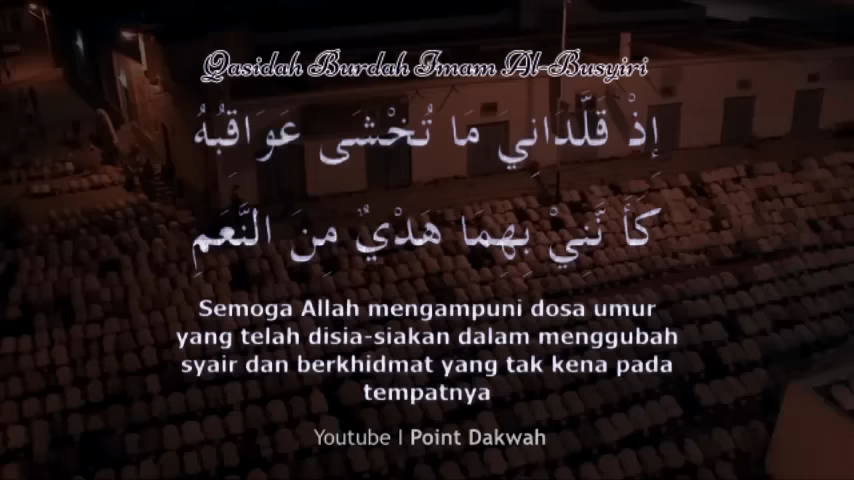 Qasidah Burdah Imam Al-Busyiri
إِذْ قَلَّدَانِيَ مَا تُخْشَى عَوَاقِبُهُ
كَأَنَّنِيْ بِهِمَا هَدْيٌ مِنَ النَّعَمِ
Semoga Allah mengampuni dosa umur
yang telah disia-siakan dalam menggubah
syair dan berkhidmat yang tak kena pada
tempatnya
Youtube | Point Dakwah